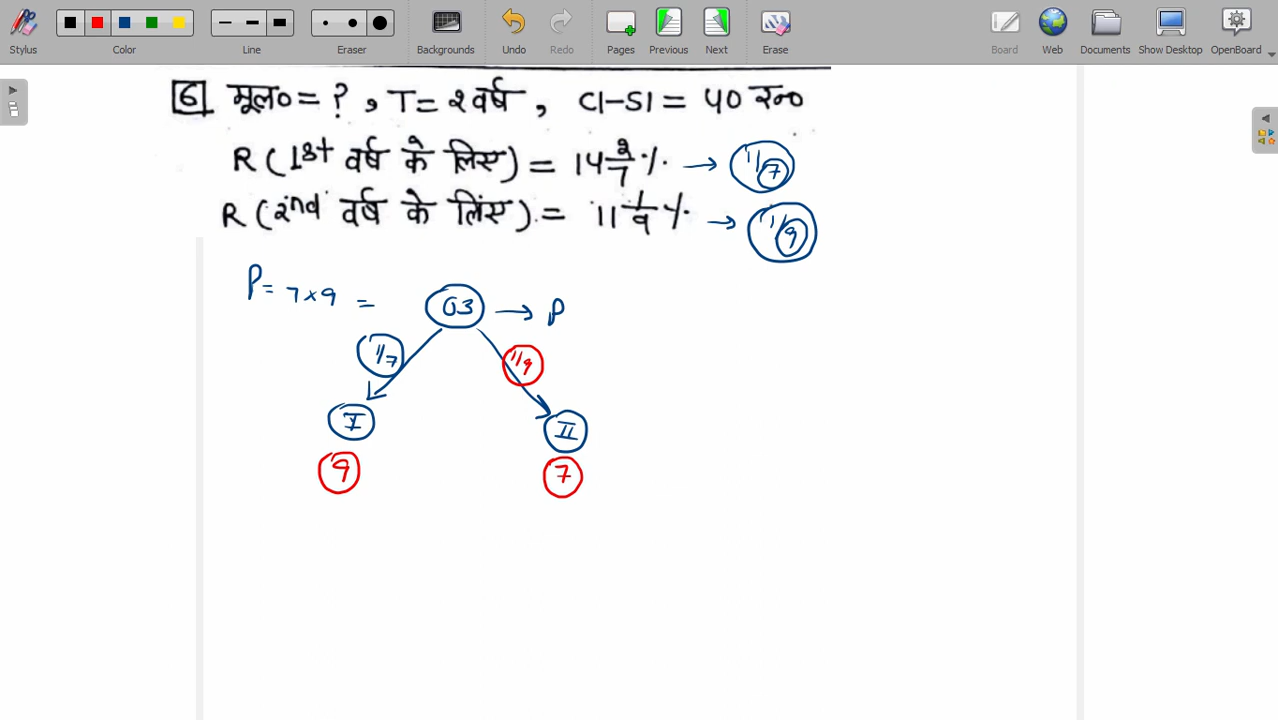 Stylus Color Line Eraser Backgrounds Undo Redo Pages Previous Next Erase Board Web Documents Show Desktop OpenBoard
6 मूल० = ? , T = 2 वर्ष , CI-SI = 40 रू०
R (1st वर्ष के लिए) = 14 2/7 % → 1/7
R (2nd वर्ष के लिए) = 11 1/9 % → 1/9
P = 7 × 9 = 63 → P
1/7 1/9
I II
9 7